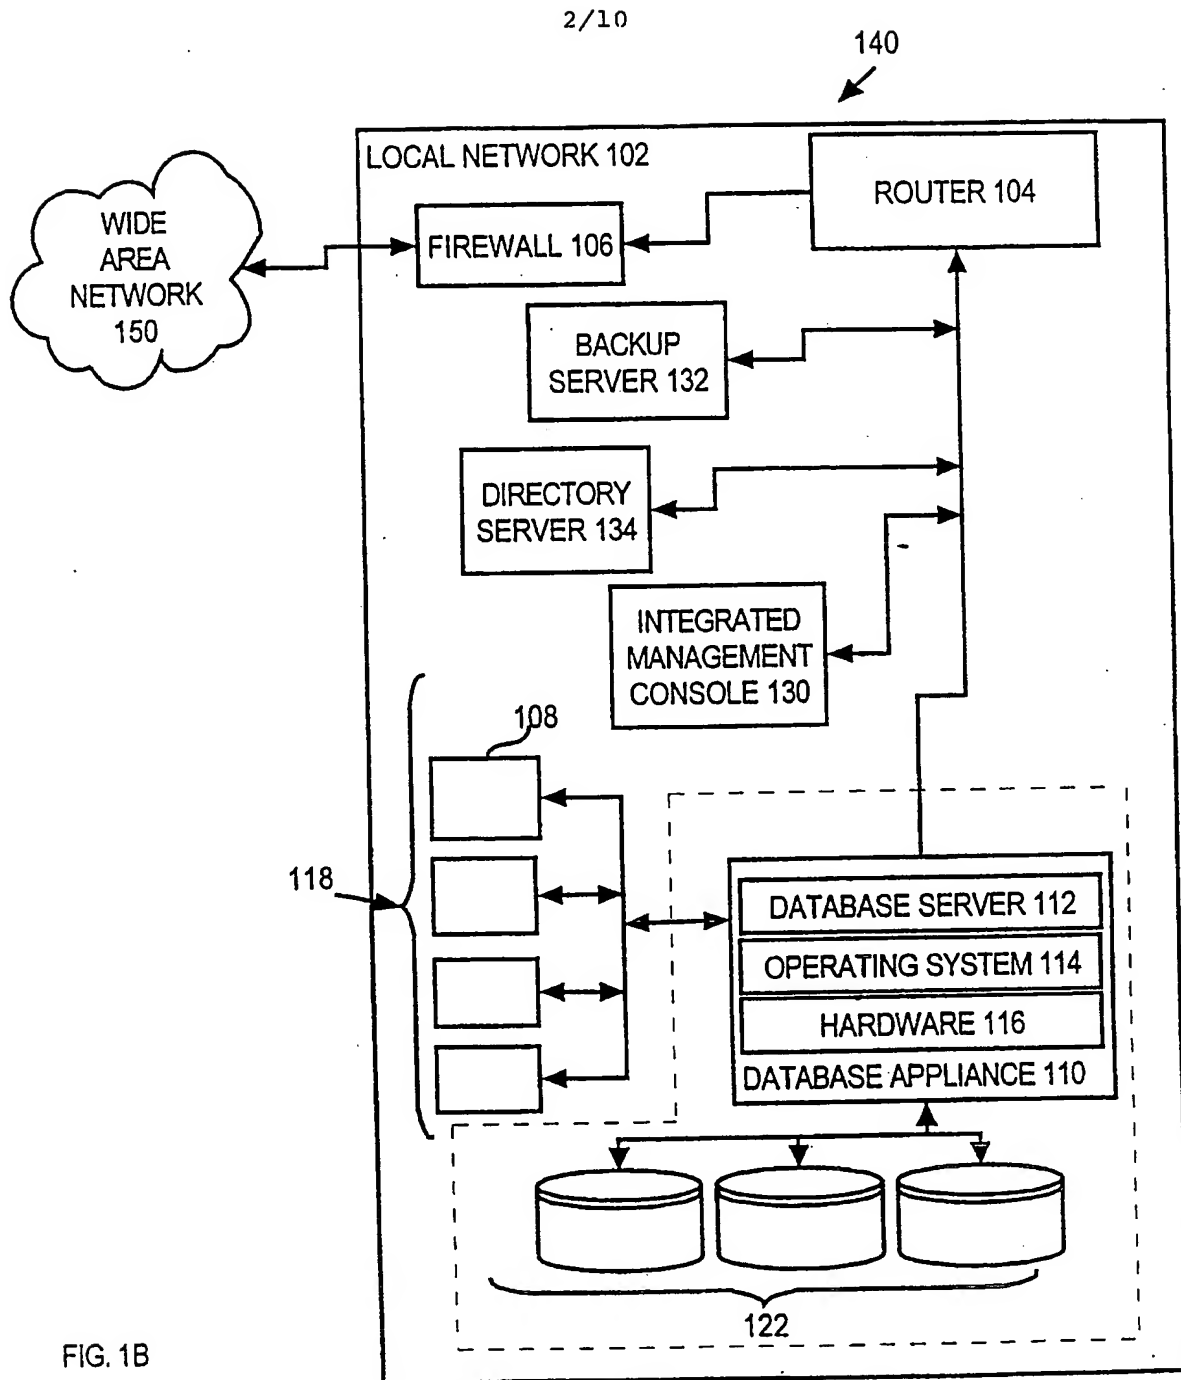 2/10
140
LOCAL NETWORK 102
ROUTER 104
WIDE
AREA
NETWORK
150
FIREWALL 106
BACKUP
SERVER 132
DIRECTORY
SERVER 134
INTEGRATED
MANAGEMENT
CONSOLE 130
108
118
DATABASE SERVER 112
OPERATING SYSTEM 114
HARDWARE 116
DATABASE APPLIANCE 110
122
FIG. 1B